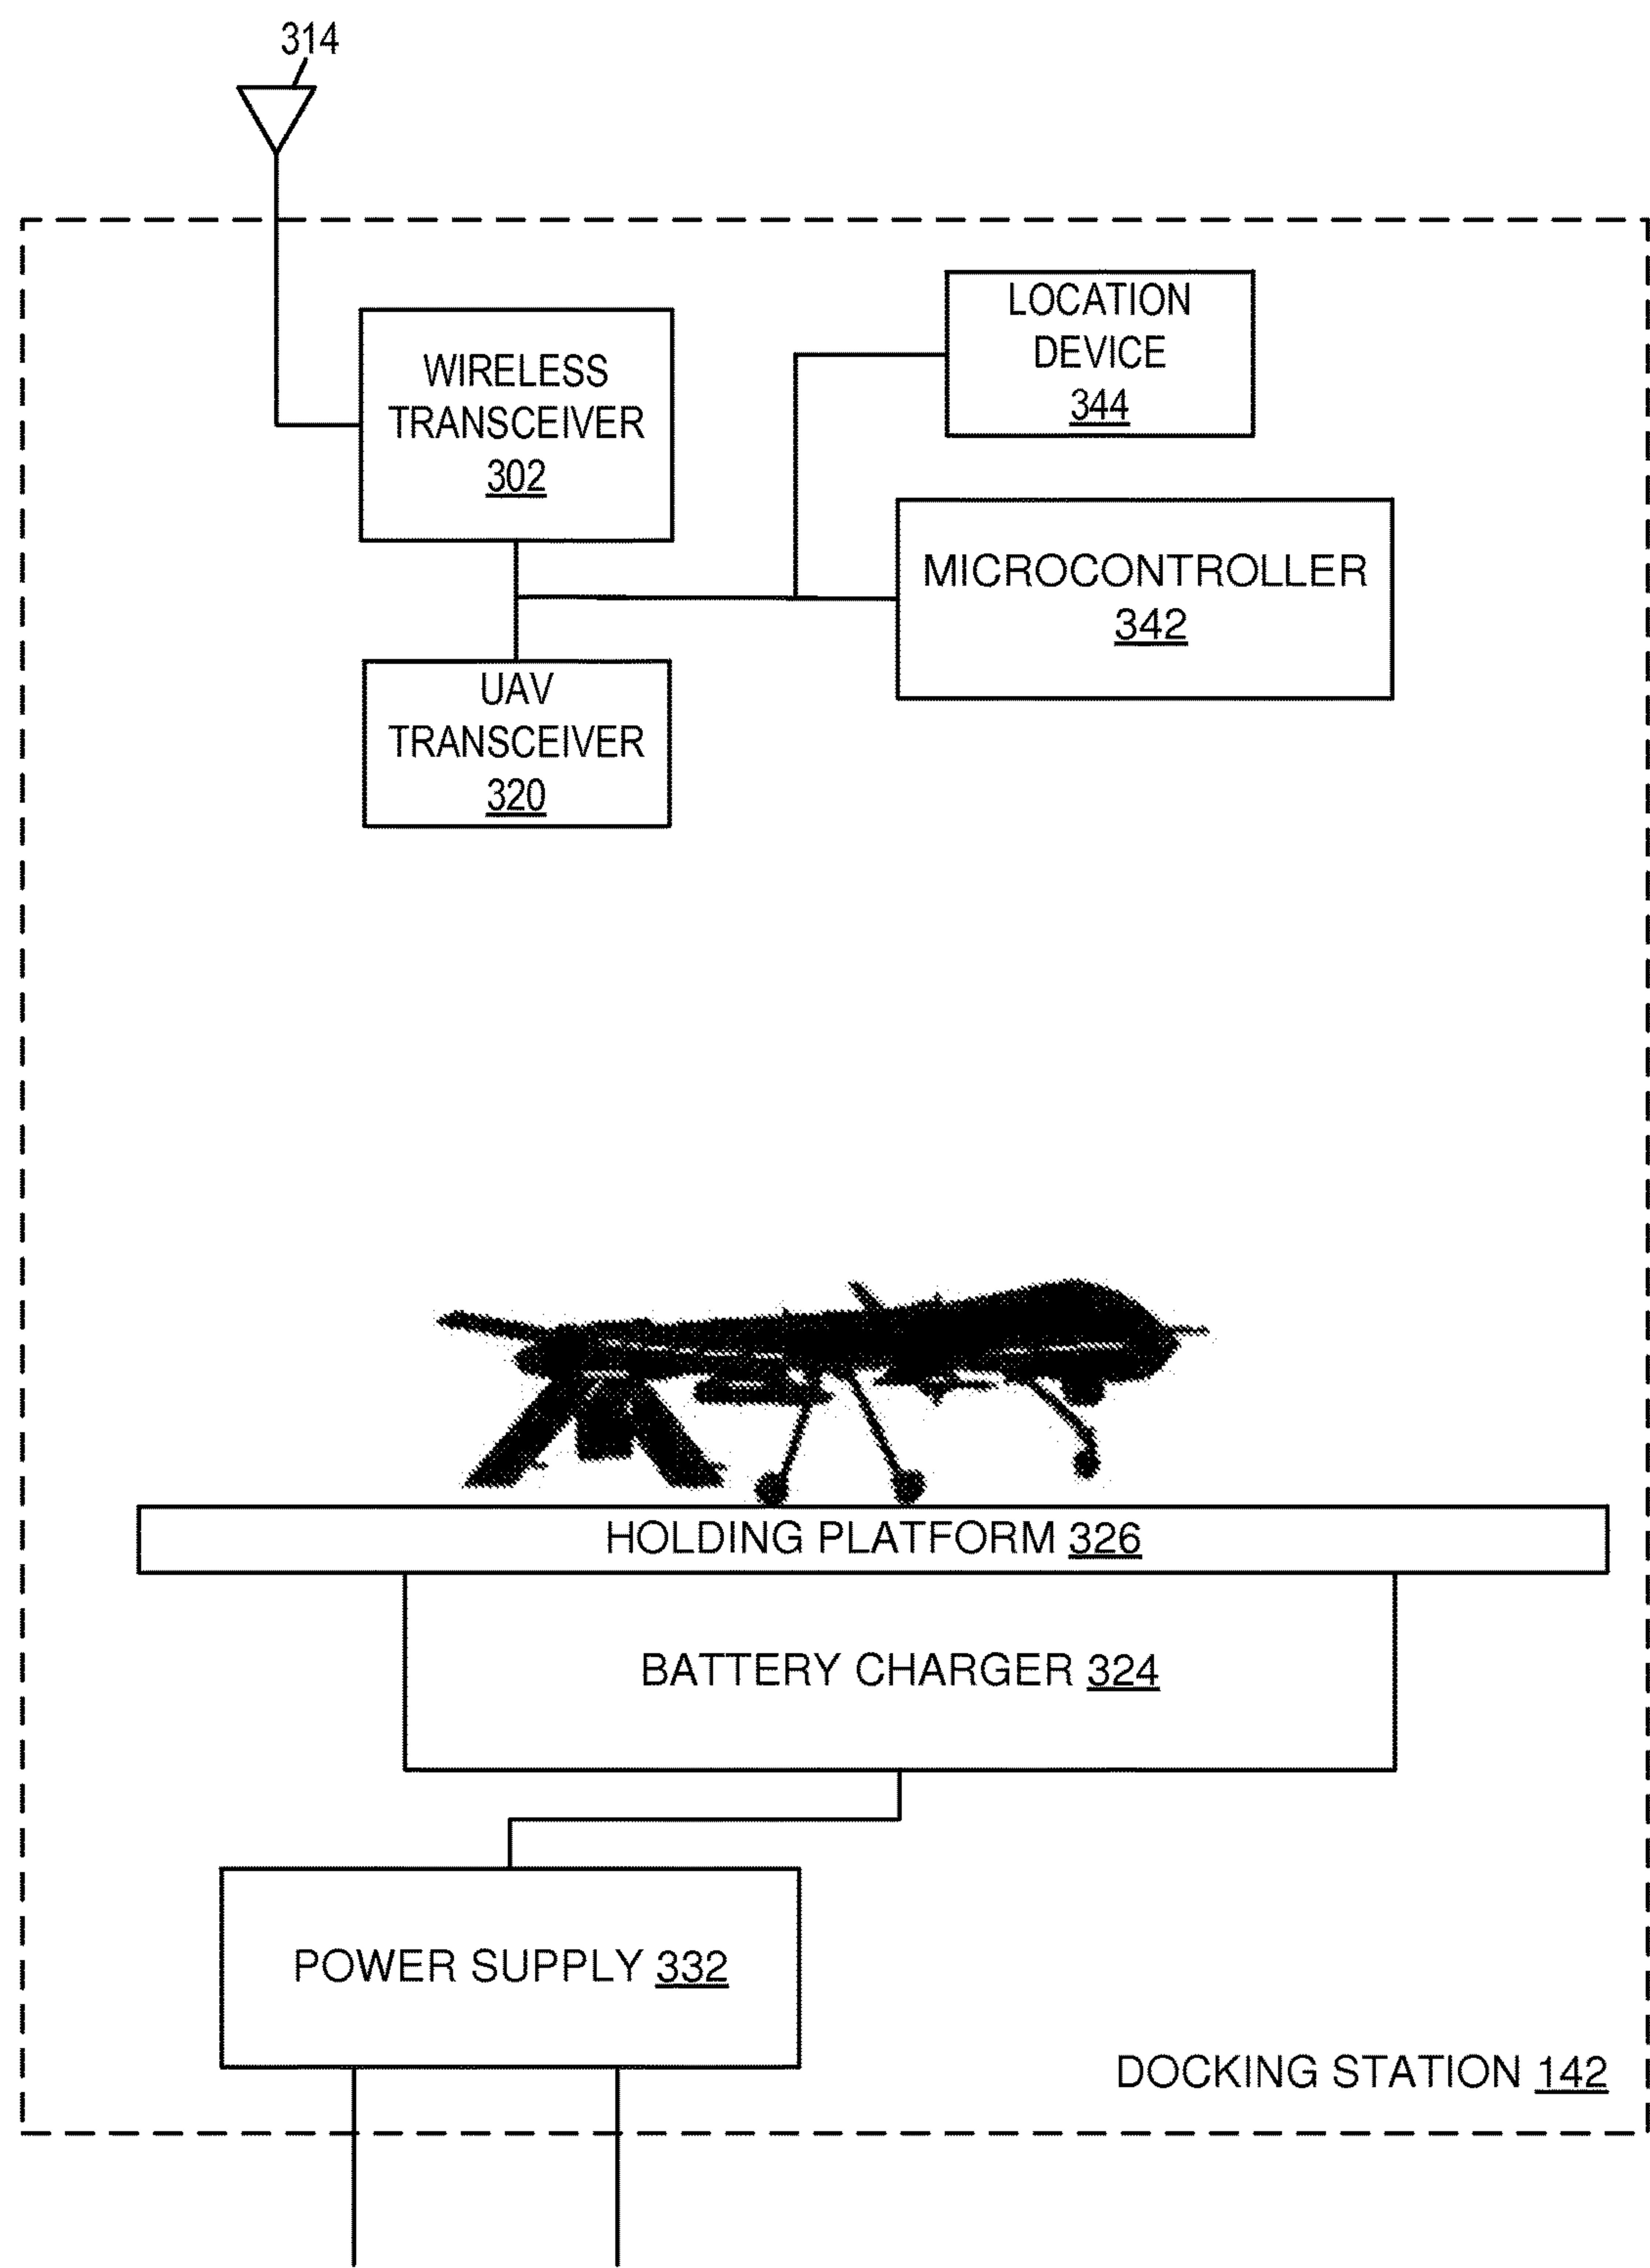 314
LOCATION
DEVICE
344
WIRELESS
TRANSCEIVER
302
MICROCONTROLLER
342
UAV
TRANSCEIVER
320
HOLDING PLATFORM 326
BATTERY CHARGER 324
POWER SUPPLY 332
DOCKING STATION 142